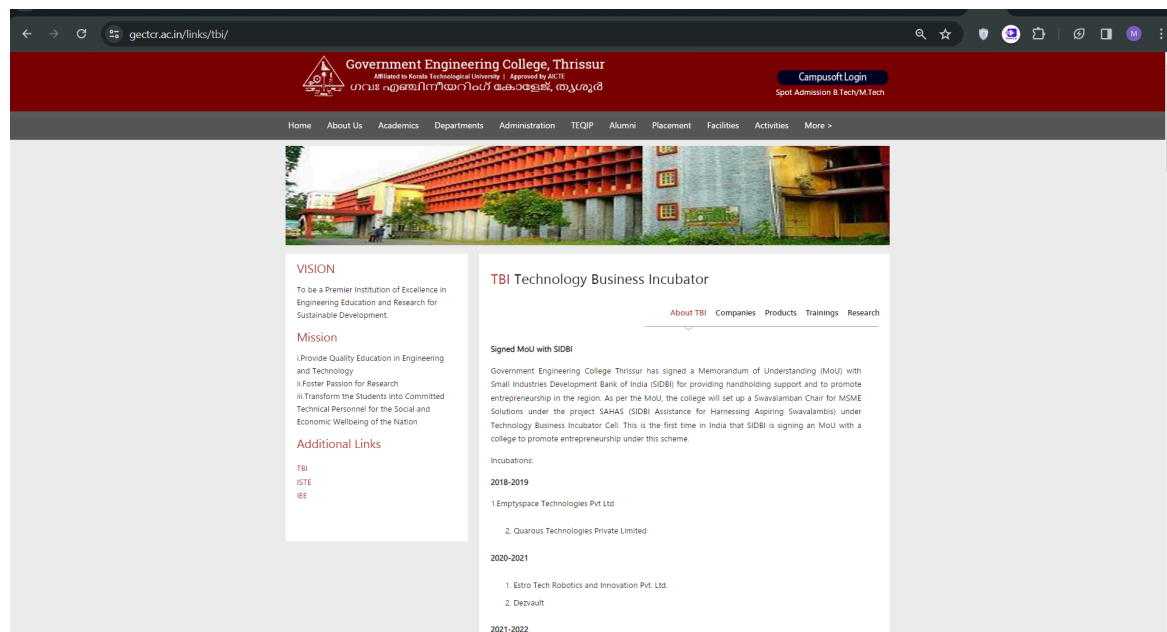 gectcr.ac.in/links/tbi/
M
Government Engineering College, Thrissur
Affiliated to Kerala Technological University | Approved by AICTE
ഗവഃ എഞ്ചിനീയറിംഗ് കോളേജ്, തൃശൂർ
Campusoft Login
Spot Admission B.Tech/M.Tech
Home About Us Academics Departments Administration TEQIP Alumni Placement Facilities Activities More >
VISION
To be a Premier Institution of Excellence in
Engineering Education and Research for
Sustainable Development.
Mission
i.Provide Quality Education in Engineering
and Technology
ii.Foster Passion for Research
iii.Transform the Students into Committed
Technical Personnel for the Social and
Economic Wellbeing of the Nation
Additional Links
TBI
ISTE
IEE
TBI Technology Business Incubator
About TBI Companies Products Trainings Research
Signed MoU with SIDBI
Government Engineering College Thrissur has signed a Memorandum of Understanding (MoU) with
Small Industries Development Bank of India (SIDBI) for providing handholding support and to promote
entrepreneurship in the region. As per the MoU, the college will set up a Swavalamban Chair for MSME
Solutions under the project SAHAS (SIDBI Assistance for Harnessing Aspiring Swavalambis) under
Technology Business Incubator Cell. This is the first time in India that SIDBI is signing an MoU with a
college to promote entrepreneurship under this scheme.
Incubations:
2018-2019
1.Emptyspace Technologies Pvt Ltd
2. Quarous Technologies Private Limited
2020-2021
1. Estro Tech Robotics and Innovation Pvt. Ltd.
2. Dezvault
2021-2022